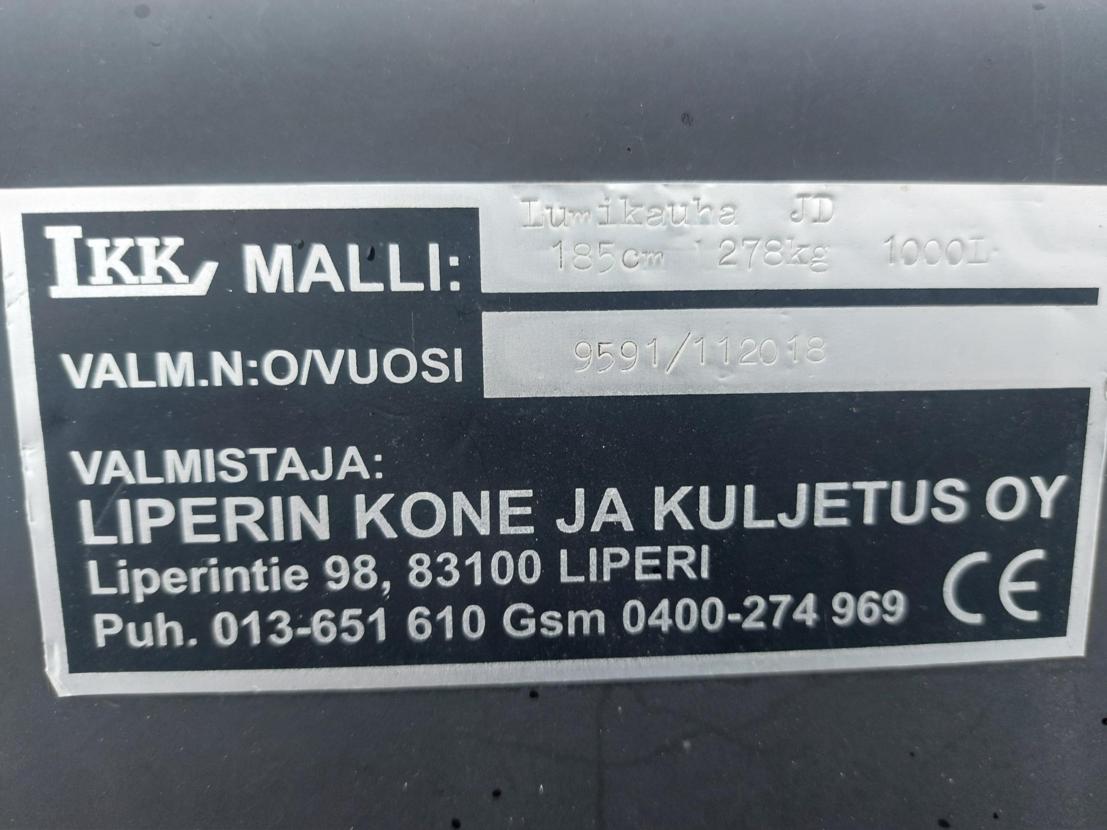 Lumikauha JD
LKK MALLI: 185cm 278kg 1000L
VALM.N:O/VUOSI 9591/112018
VALMISTAJA:
LIPERIN KONE JA KULJETUS OY
Liperintie 98, 83100 LIPERI
Puh. 013-651 610 Gsm 0400-274 969 CE